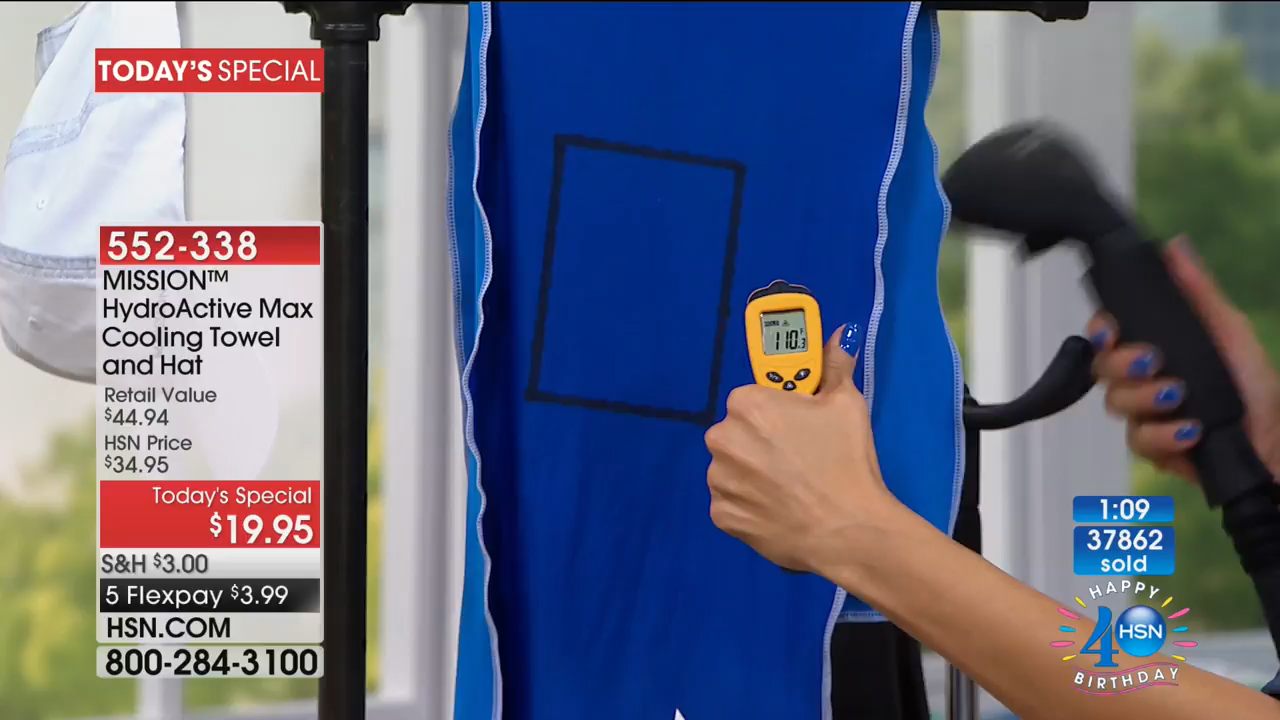 TODAY'S SPECIAL
552-338
MISSION™
HydroActive Max
Cooling Towel
and Hat
Retail Value
$44.94
HSN Price
$34.95
Today's Special
$19.95
S&H $3.00
5 Flexpay $3.99
HSN.COM
800-284-3100
110.3
F
1:09
37862
sold
HAPPY
40
HSN
BIRTHDAY